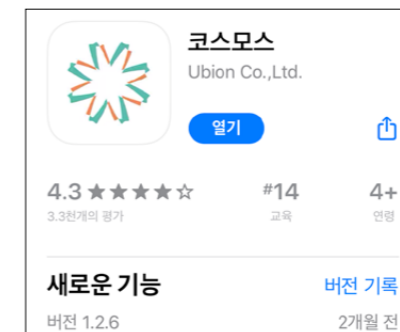 코스모스
Ubion Co.,Ltd.
열기
4.3 #14 4+
3.3천개의 평가 교육 연령
새로운 기능 버전 기록
버전 1.2.6 2개월 전